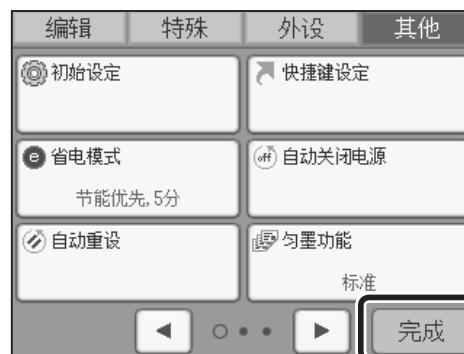 编辑 特殊 外设 其他
初始设定 快捷键设定
省电模式 自动关闭电源
节能优先,5分
自动重设 匀墨功能
标准
完成